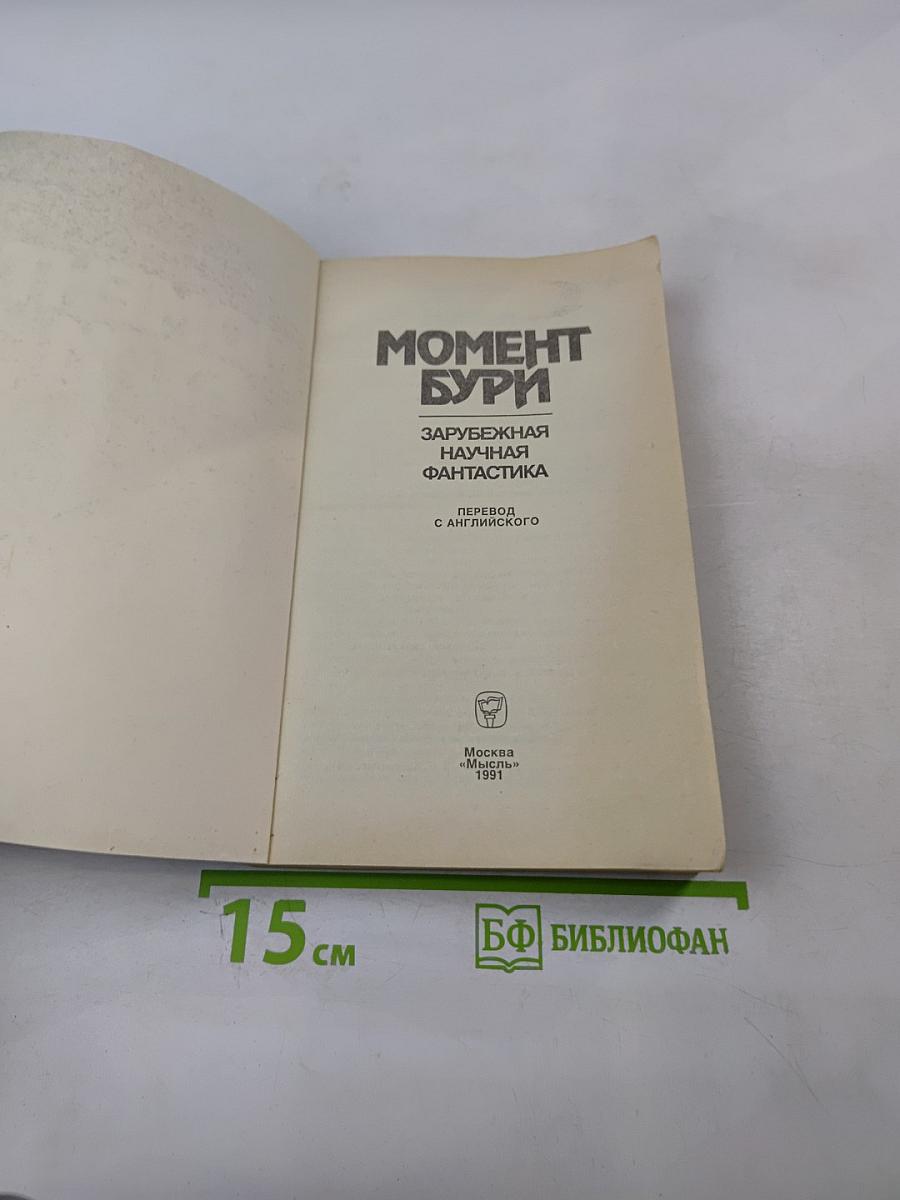 МОМЕНТ
БУРИ
ЗАРУБЕЖНАЯ
НАУЧНАЯ
ФАНТАСТИКА
ПЕРЕВОД
С АНГЛИЙСКОГО
Москва
«Мысль»
1991
15 см
БФ БИБЛИОФАН